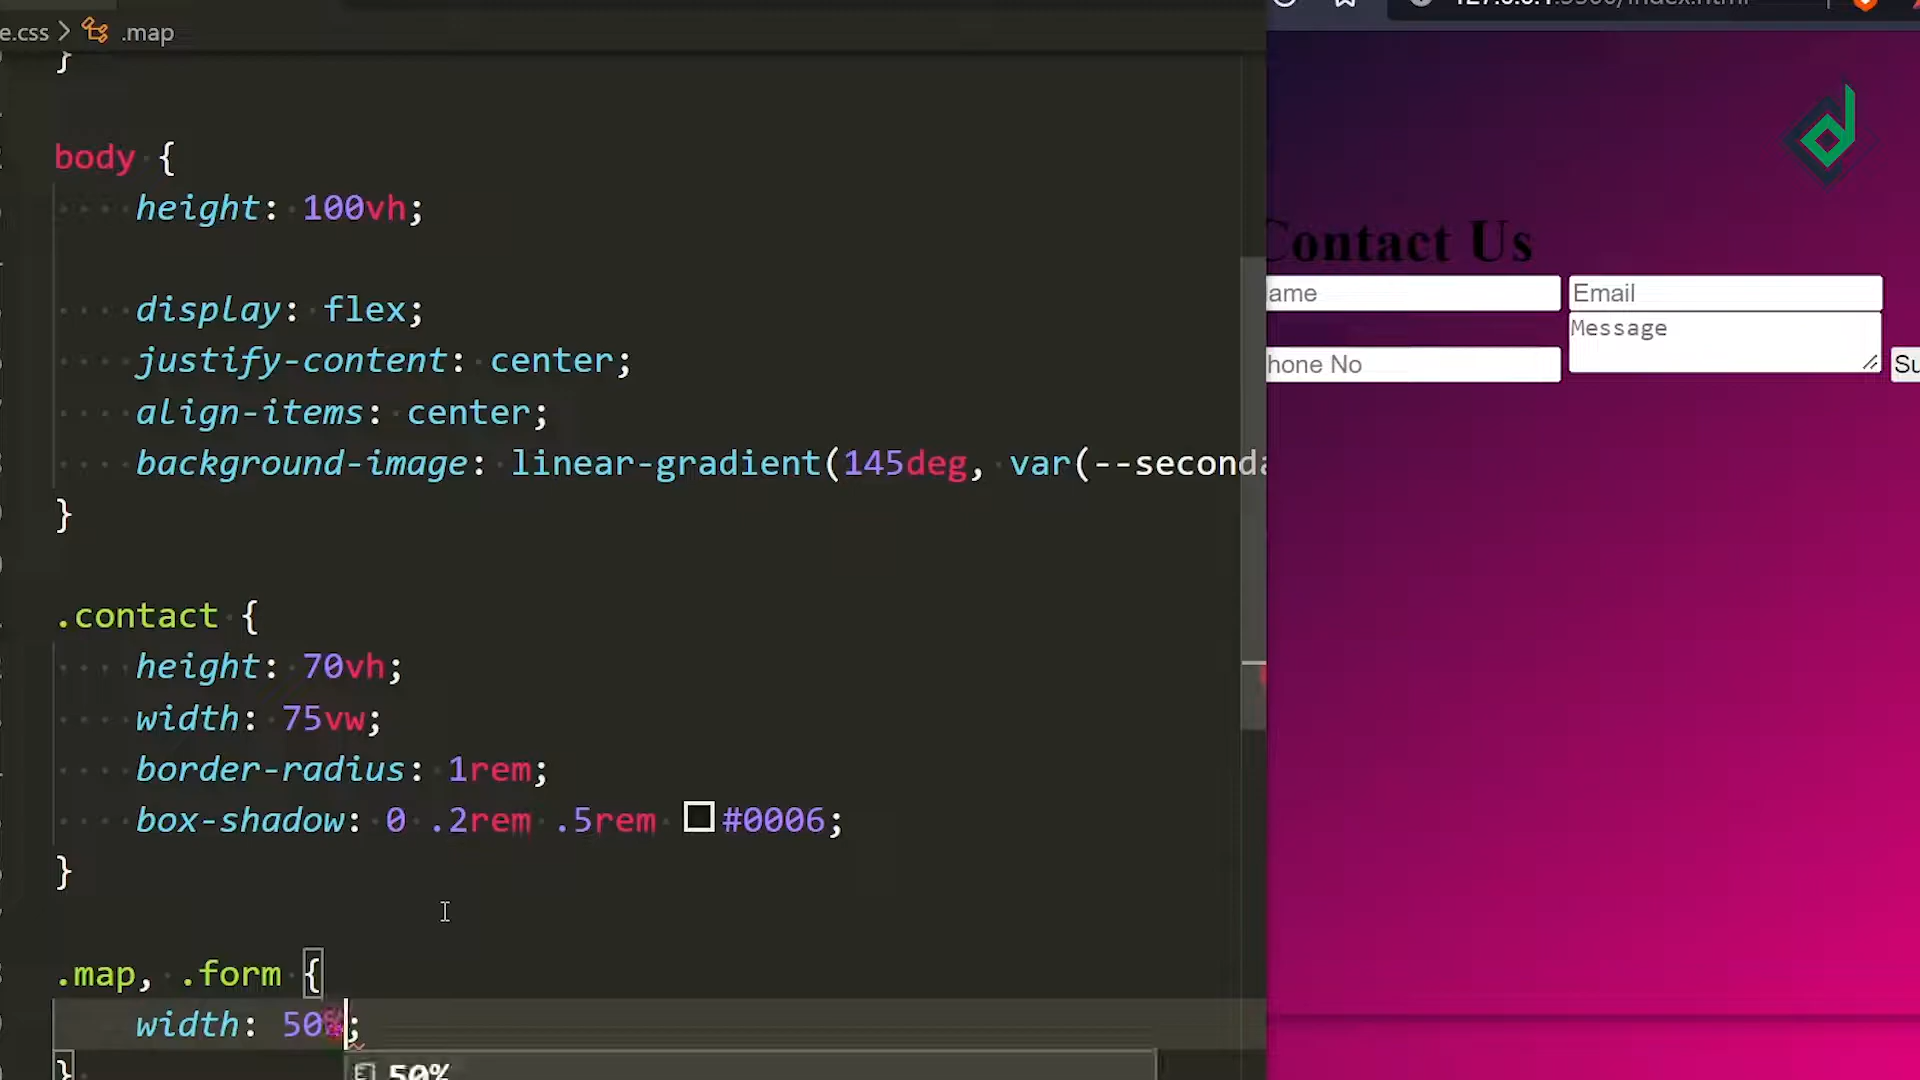 e.css > .map
}
body {
height: 100vh;
display: flex;
justify-content: center;
align-items: center;
background-image: linear-gradient(145deg, var(--seconda
}
.contact {
height: 70vh;
width: 75vw;
border-radius: 1rem;
box-shadow: 0 .2rem .5rem #0006;
}
.map, .form {
width: 50%;
50%
}
Contact Us
ame
Email
Message
hone No
Su